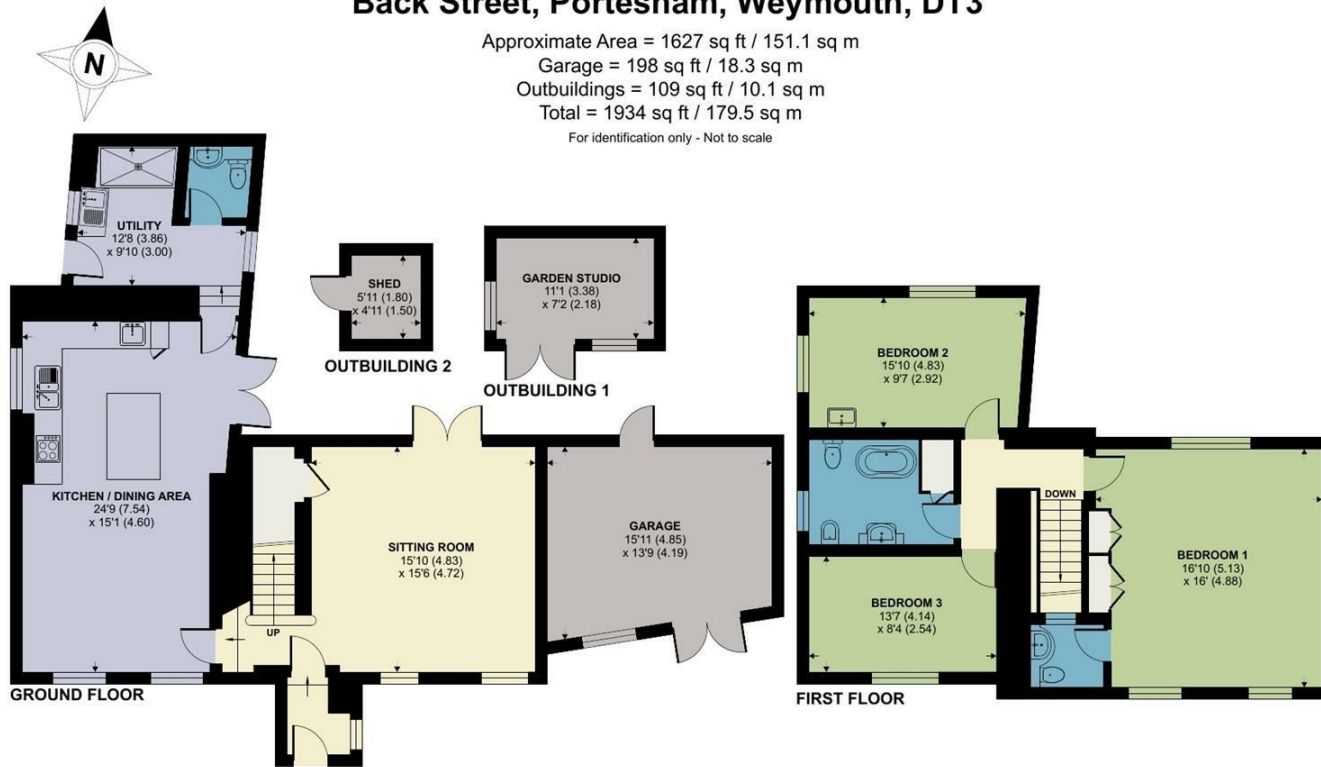 Back Street, Portesham, Weymouth, DT3
Approximate Area = 1627 sq ft / 151.1 sq m
Garage = 198 sq ft / 18.3 sq m
Outbuildings = 109 sq ft / 10.1 sq m
Total = 1934 sq ft / 179.5 sq m
For identification only - Not to scale
N
UTILITY
12'8 (3.86)
x 9'10 (3.00)
SHED
5'11 (1.80)
x 4'11 (1.50)
OUTBUILDING 2
GARDEN STUDIO
11'1 (3.38)
x 7'2 (2.18)
OUTBUILDING 1
KITCHEN / DINING AREA
24'9 (7.54)
x 15'1 (4.60)
SITTING ROOM
15'10 (4.83)
x 15'6 (4.72)
UP
GARAGE
15'11 (4.85)
x 13'9 (4.19)
GROUND FLOOR
BEDROOM 2
15'10 (4.83)
x 9'7 (2.92)
DOWN
BEDROOM 1
16'10 (5.13)
x 16' (4.88)
BEDROOM 3
13'7 (4.14)
x 8'4 (2.54)
FIRST FLOOR